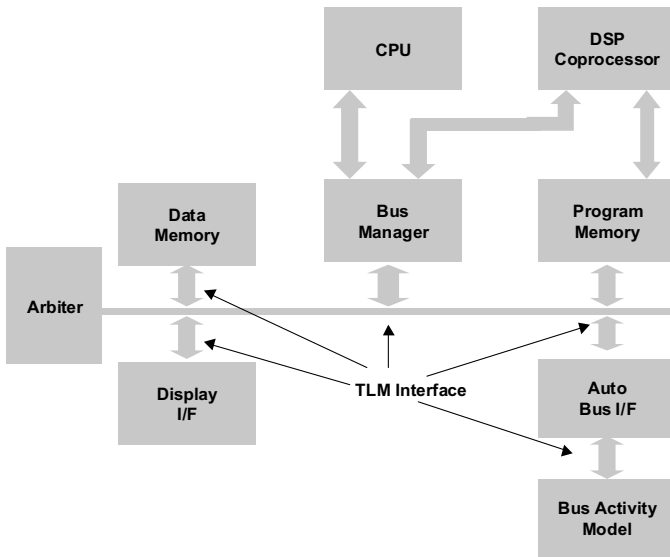 CPU
DSP
Coprocessor
Data
Memory
Bus
Manager
Program
Memory
Arbiter
Display
I/F
TLM Interface
Auto
Bus I/F
Bus Activity
Model